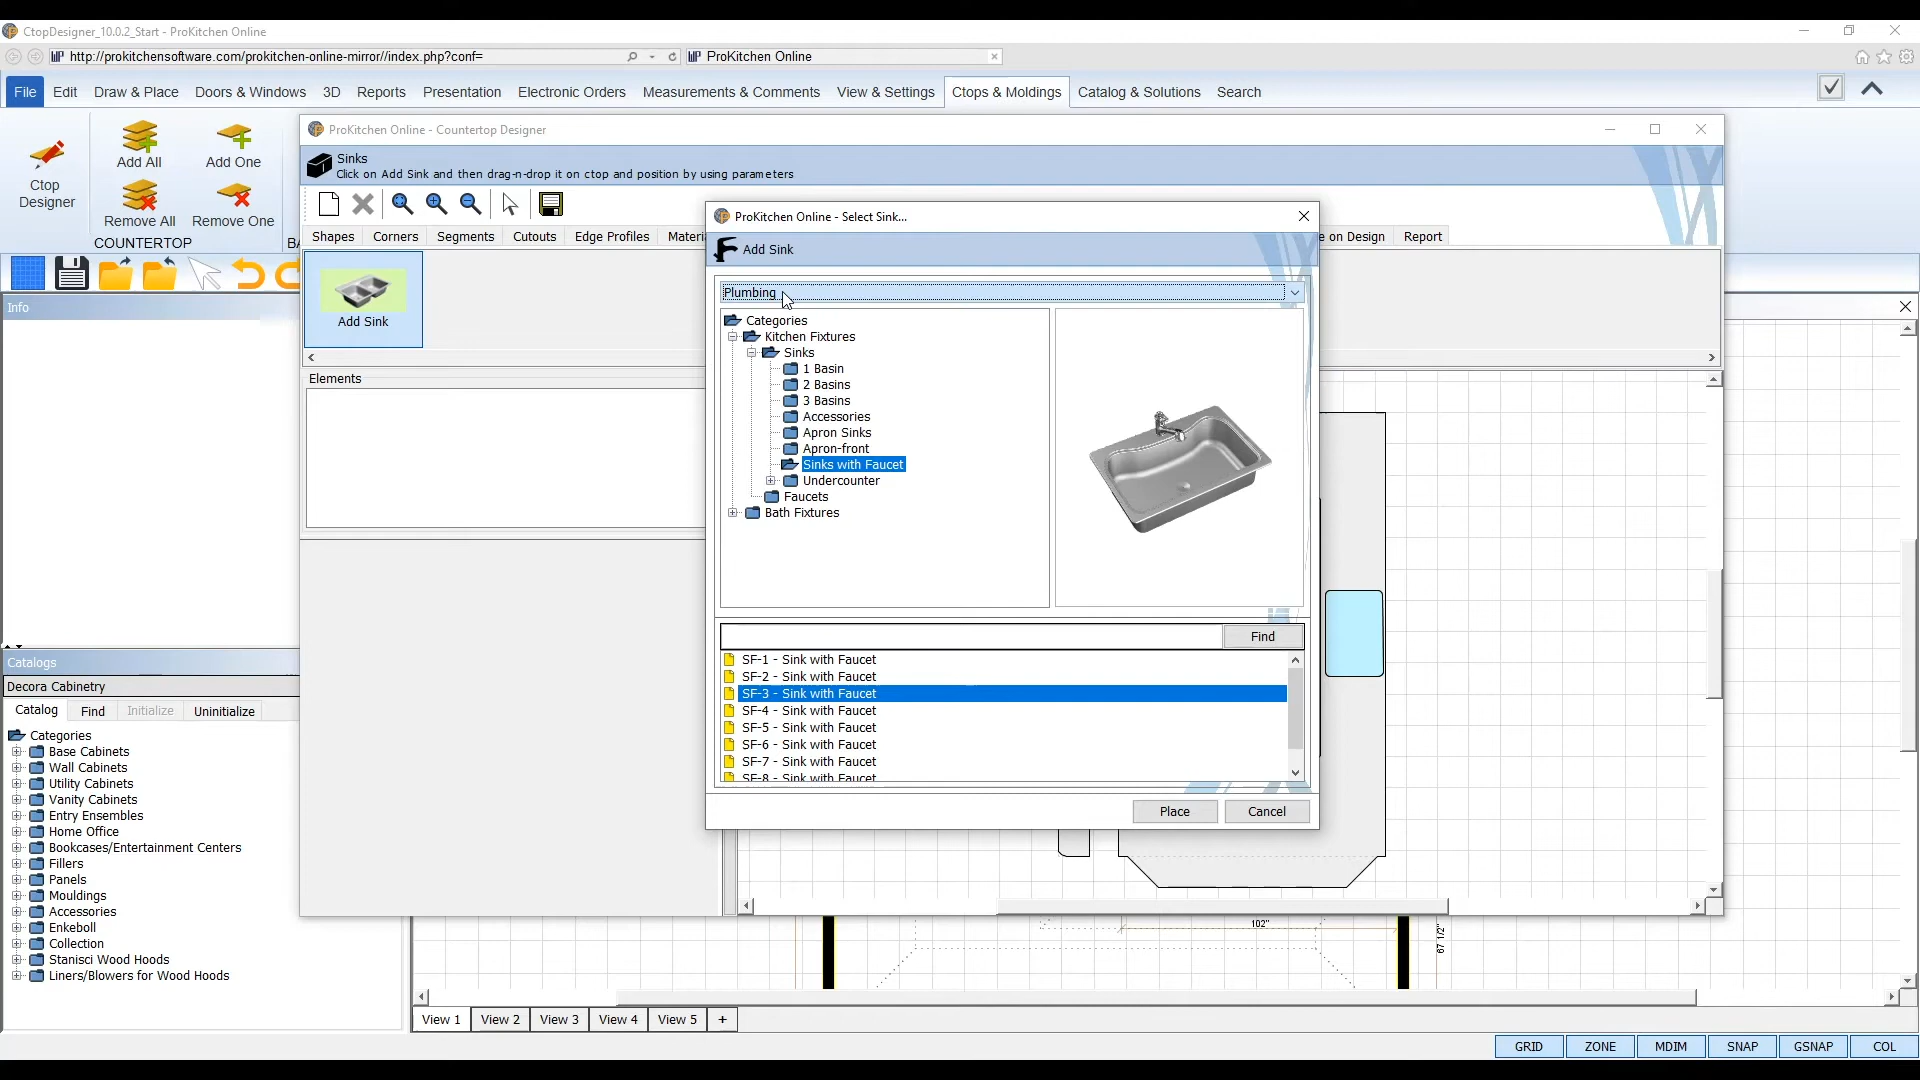 CtopDesigner_10.0.2_Start - ProKitchen Online
http://prokitchensoftware.com/prokitchen-online-mirror//index.php?conf=
ProKitchen Online
File Edit Draw & Place Doors & Windows 3D Reports Presentation Electronic Orders Measurements & Comments View & Settings Ctops & Moldings Catalog & Solutions Search
Ctop Designer
Add All
Add One
Remove All
Remove One
COUNTERTOP
BA
Info
ProKitchen Online - Countertop Designer
Sinks
Click on Add Sink and then drag-n-drop it on ctop and position by using parameters
Shapes Corners Segments Cutouts Edge Profiles Materi
e on Design Report
Add Sink
Elements
ProKitchen Online - Select Sink...
Add Sink
Plumbing
Categories
Kitchen Fixtures
Sinks
1 Basin
2 Basins
3 Basins
Accessories
Apron Sinks
Apron-front
Sinks with Faucet
Undercounter
Faucets
Bath Fixtures
Find
SF-1 - Sink with Faucet
SF-2 - Sink with Faucet
SF-3 - Sink with Faucet
SF-4 - Sink with Faucet
SF-5 - Sink with Faucet
SF-6 - Sink with Faucet
SF-7 - Sink with Faucet
SF-8 - Sink with Faucet
Place Cancel
Catalogs
Decora Cabinetry
Catalog Find Initialize Uninitialize
Categories
Base Cabinets
Wall Cabinets
Utility Cabinets
Vanity Cabinets
Entry Ensembles
Home Office
Bookcases/Entertainment Centers
Fillers
Panels
Mouldings
Accessories
Enkeboll
Collection
Stanisci Wood Hoods
Liners/Blowers for Wood Hoods
102"
67 1/2"
View 1 View 2 View 3 View 4 View 5 +
GRID ZONE MDIM SNAP GSNAP COL